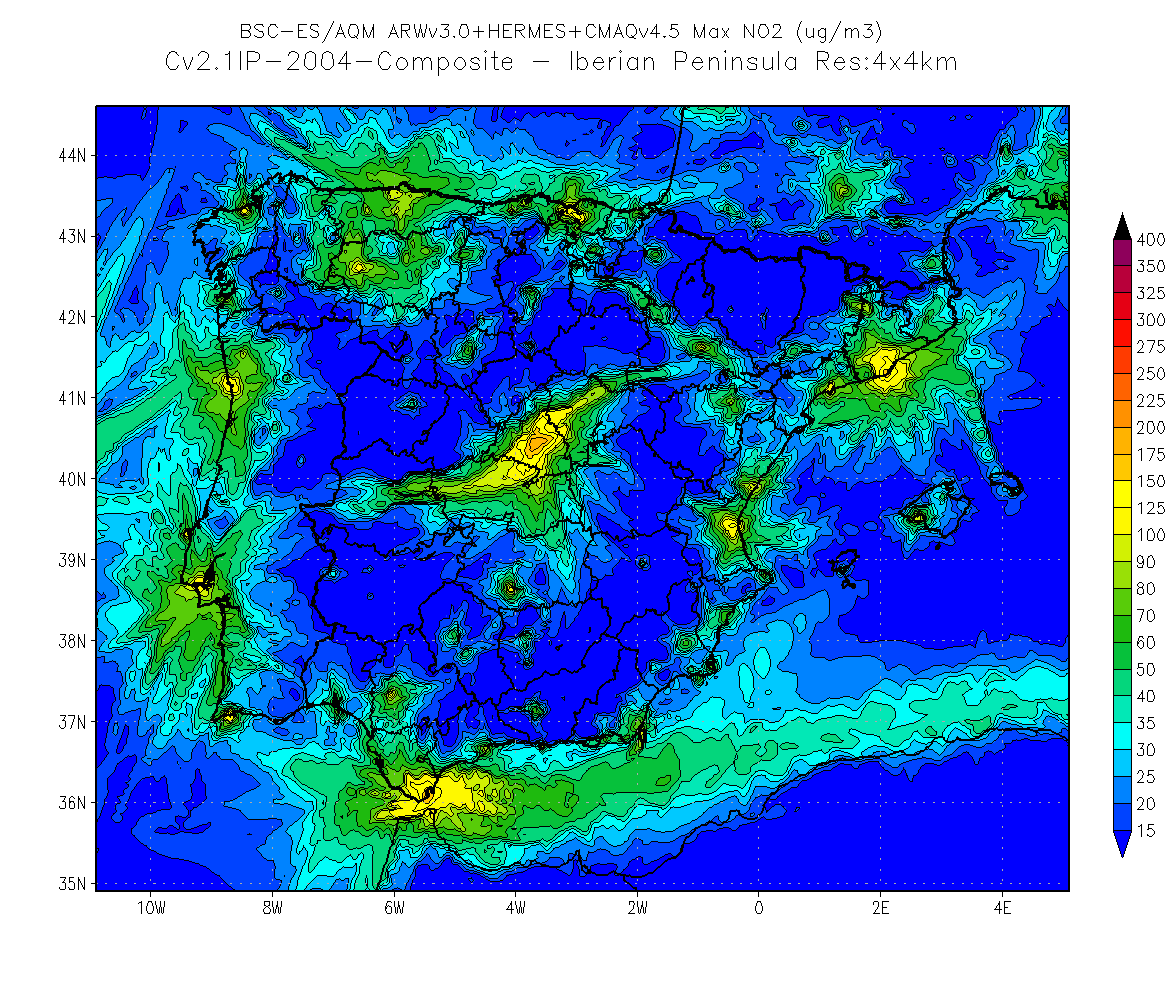 BSC-ES/AQM ARWv3.0+HERMES+CMAQv4.5 Max NO2 (ug/m3)
Cv2.1IP-2004-Composite - Iberian Peninsula Res:4x4km
44N
43N
42N
41N
40N
39N
38N
37N
36N
35N
10W 8W 6W 4W 2W 0 2E 4E
400
350
325
300
275
250
225
200
175
150
125
100
90
80
70
60
50
40
35
30
25
20
15